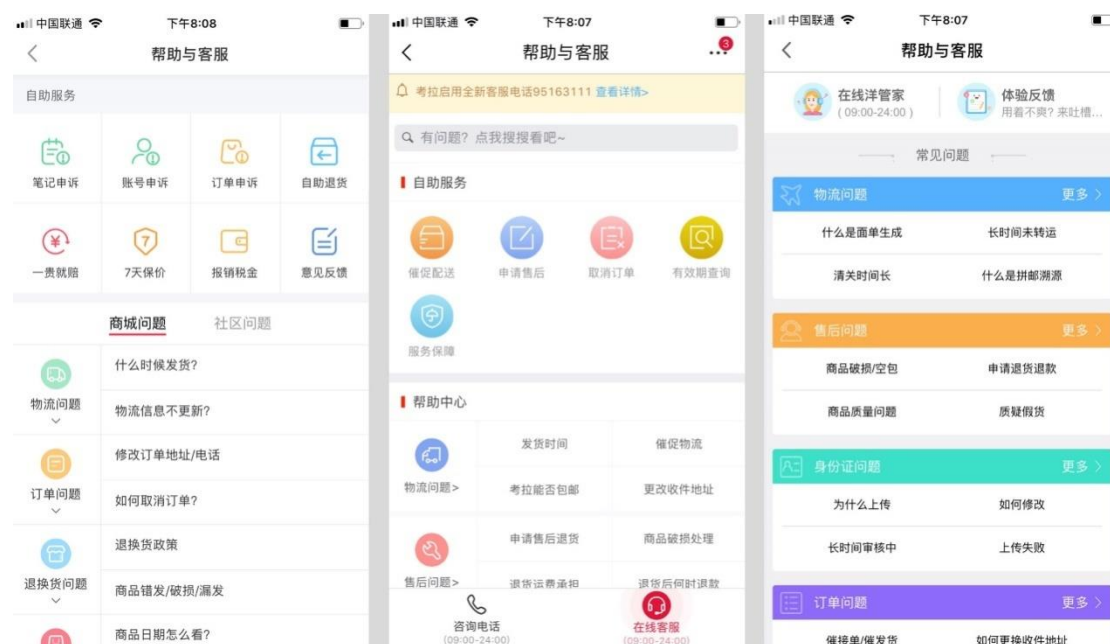 中国联通 下午8:08
帮助与客服
自助服务
笔记申诉 账号申诉 订单申诉 自助退货
一贵就赔 7天保价 报销税金 意见反馈
商城问题 社区问题
什么时候发货?
物流问题
物流信息不更新?
修改订单地址/电话
订单问题
如何取消订单?
退换货政策
退换货问题
商品错发/破损/漏发
商品日期怎么看?
中国联通 下午8:07
帮助与客服
3
考拉启用全新客服电话95163111 查看详情>
有问题? 点我搜搜看吧~
自助服务
催促配送 申请售后 取消订单 有效期查询
服务保障
帮助中心
发货时间 催促物流
物流问题>
考拉能否包邮 更改收件地址
申请售后退货 商品破损处理
售后问题>
退货运费承担 退货后何时退款
咨询电话 在线客服
(09:00-24:00) (09:00-24:00)
中国联通 下午8:07
帮助与客服
在线洋管家 体验反馈
(09:00-24:00) 用着不爽? 来吐槽...
常见问题
物流问题 更多 >
什么是面单生成 长时间未转运
清关时间长 什么是拼邮溯源
售后问题 更多 >
商品破损/空包 申请退货退款
商品质量问题 质疑假货
身份证问题 更多 >
为什么上传 如何修改
长时间审核中 上传失败
订单问题 更多 >
催接单/催发货 如何更换收件地址